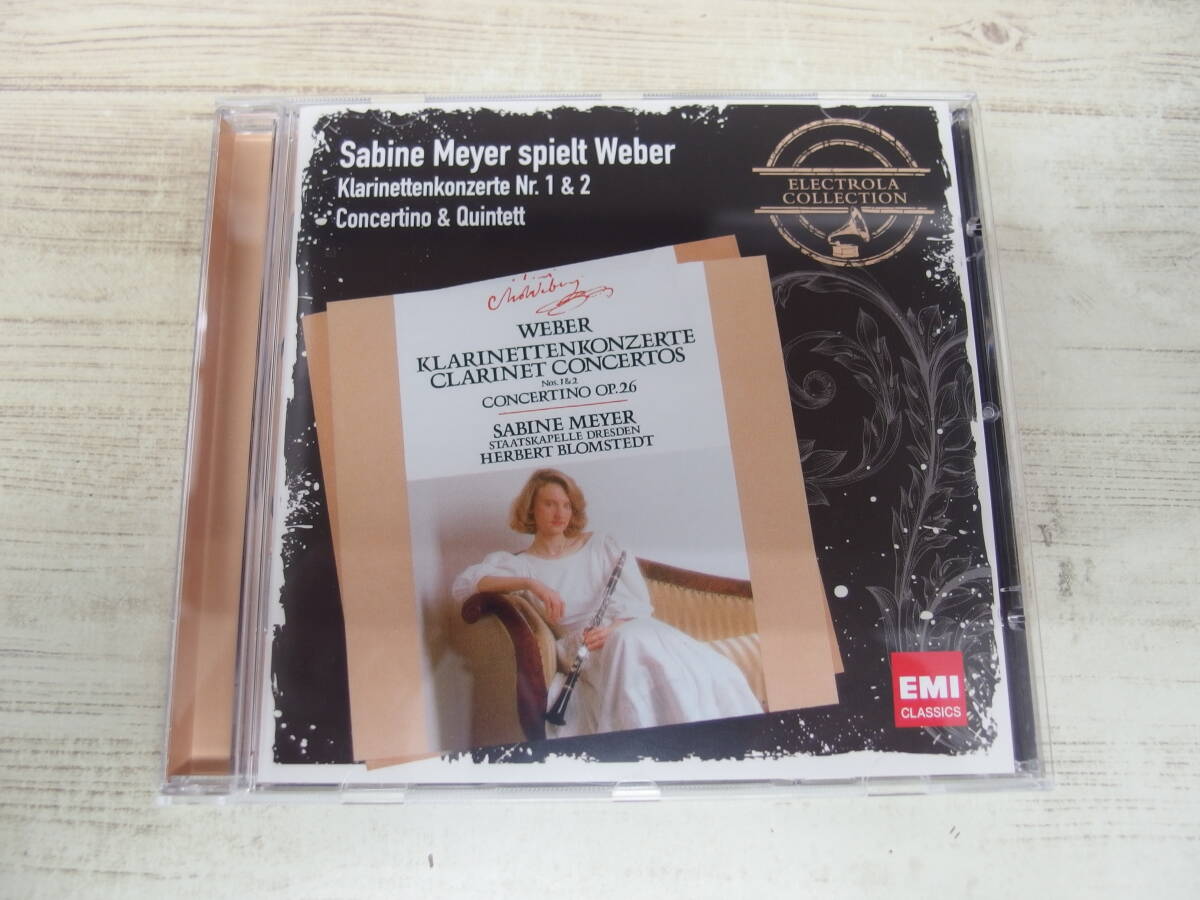 Sabine Meyer spielt Weber
Klarinettenkonzerte Nr. 1 & 2
Concertino & Quintett
ELECTROLA
COLLECTION
WEBER
KLARINETTENKONZERTE
CLARINET CONCERTOS
Nos. 1 & 2
CONCERTINO OP. 26
SABINE MEYER
STAATSKAPELLE DRESDEN
HERBERT BLOMSTEDT
EMI
CLASSICS